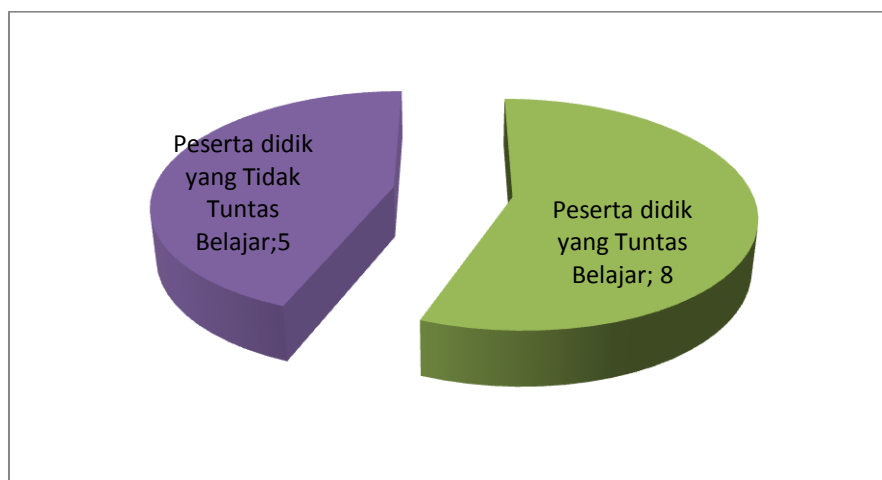 Peserta didik
yang Tidak
Tuntas
Belajar;5
Peserta didik
yang Tuntas
Belajar; 8